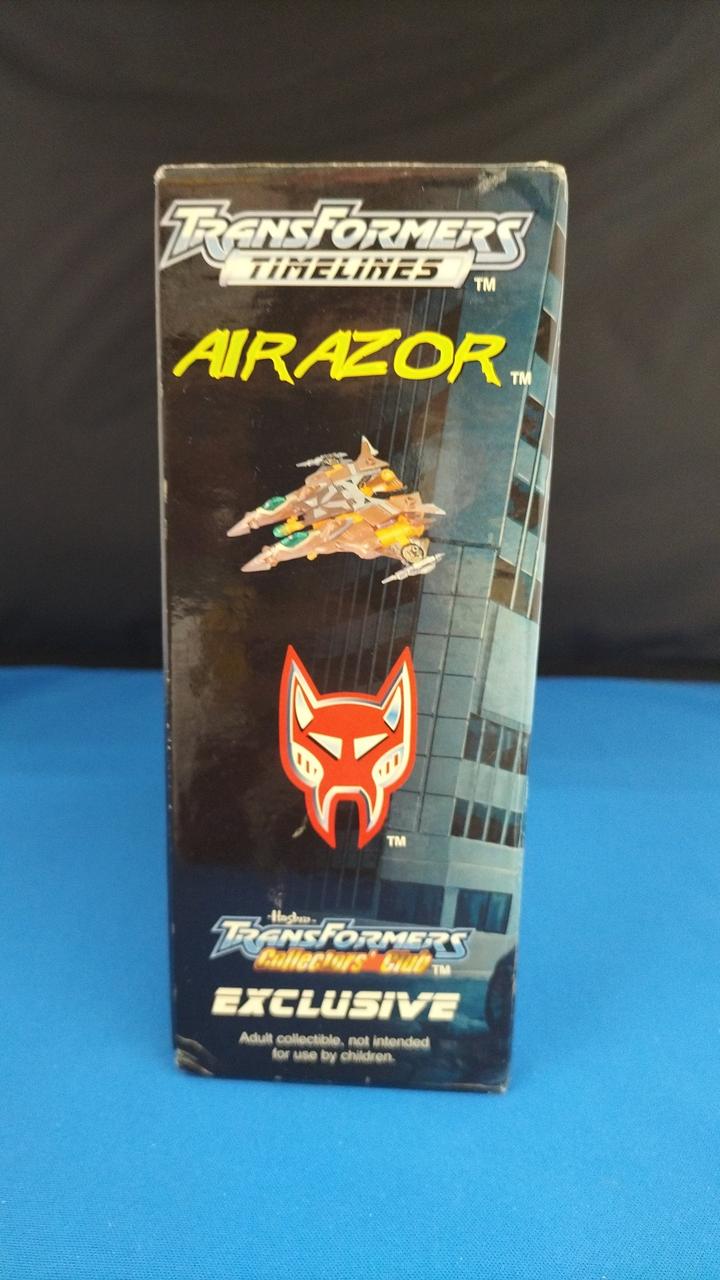 TRANSFORMERS
TIMELINES TM
AIRAZOR TM
TM
Hasbro
TRANSFORMERS
Collectors' Club TM
EXCLUSIVE
Adult collectible, not intended
for use by children.